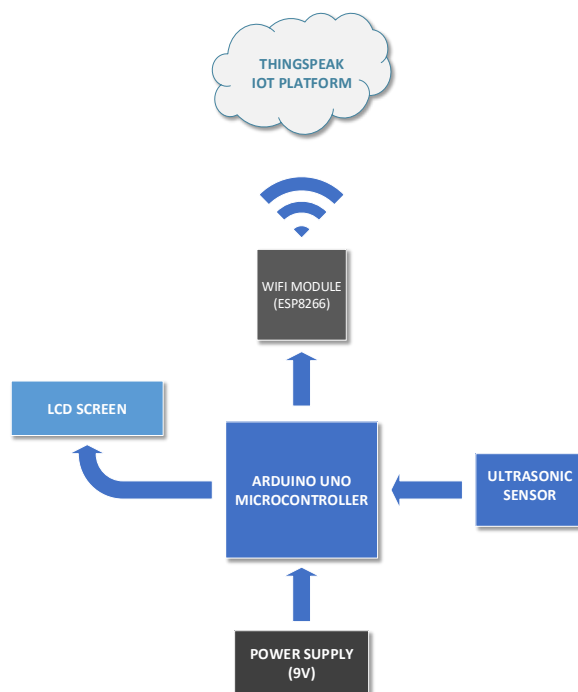 THINGSPEAK
IOT PLATFORM
WIFI MODULE
(ESP8266)
LCD SCREEN
ARDUINO UNO
MICROCONTROLLER
ULTRASONIC
SENSOR
POWER SUPPLY
(9V)